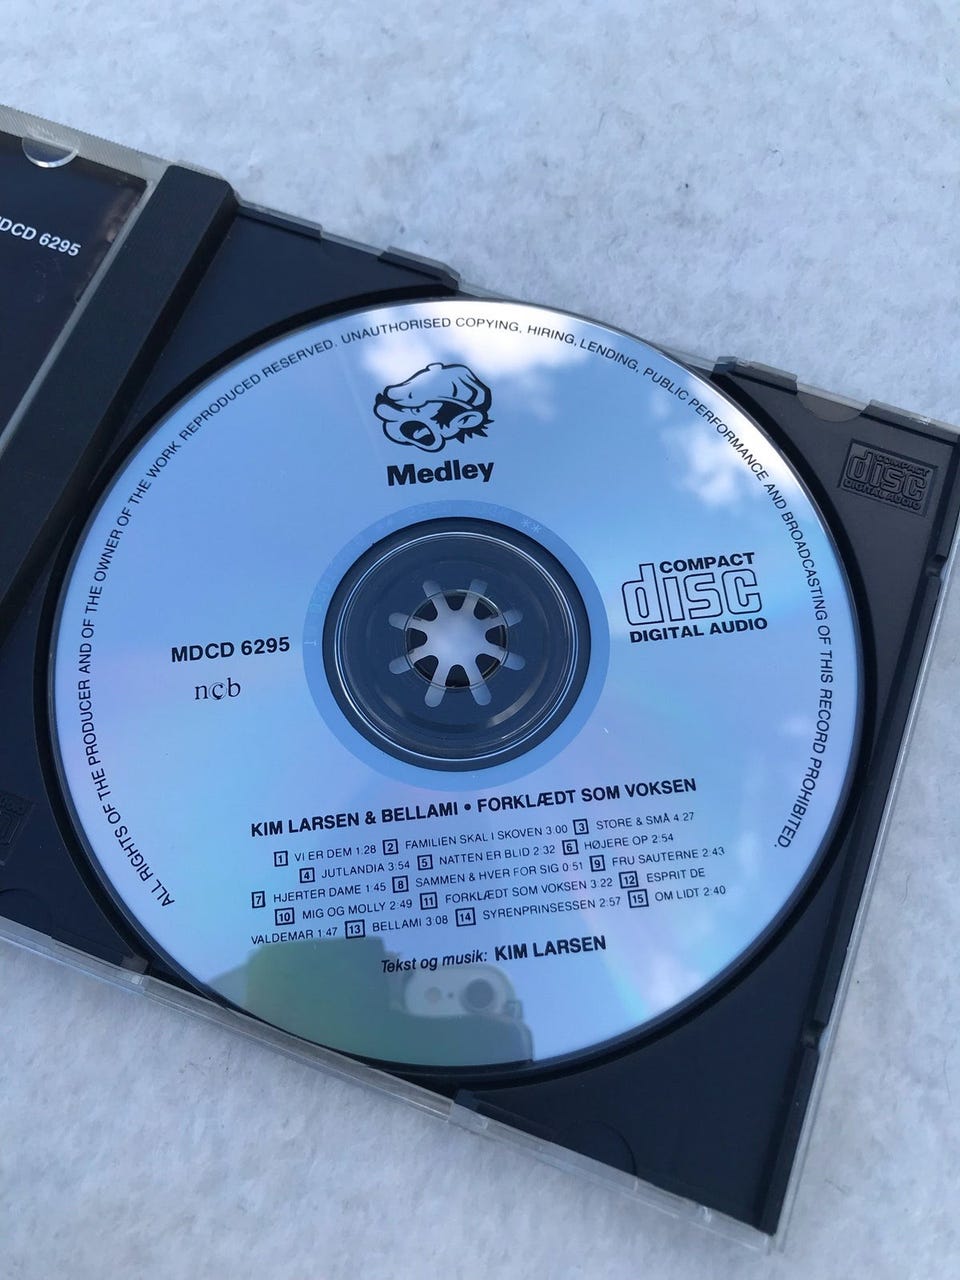 DCD 6295
ALL RIGHTS OF THE PRODUCER AND OF THE OWNER OF THE WORK REPRODUCED RESERVED. UNAUTHORISED COPYING, HIRING, LENDING, PUBLIC PERFORMANCE AND BROADCASTING OF THIS RECORD PROHIBITED.
Medley
COMPACT
disc
DIGITAL AUDIO
COMPACT
disc
DIGITAL AUDIO
MDCD 6295
ncb
KIM LARSEN & BELLAMI • FORKLÆDT SOM VOKSEN
1 VI ER DEM 1:28 2 FAMILIEN SKAL I SKOVEN 3:00 3 STORE & SMÅ 4.27
4 JUTLANDIA 3:54 5 NATTEN ER BLID 2:32 6 HØJERE OP 2:54
7 HJERTER DAME 1:45 8 SAMMEN & HVER FOR SIG 0:51 9 FRU SAUTERNE 2:43
10 MIG OG MOLLY 2:49 11 FORKLÆDT SOM VOKSEN 3:22 12 ESPRIT DE
VALDEMAR 1:47 13 BELLAMI 3:08 14 SYRENPRINSESSEN 2:57 15 OM LIDT 2:40
Tekst og musik: KIM LARSEN